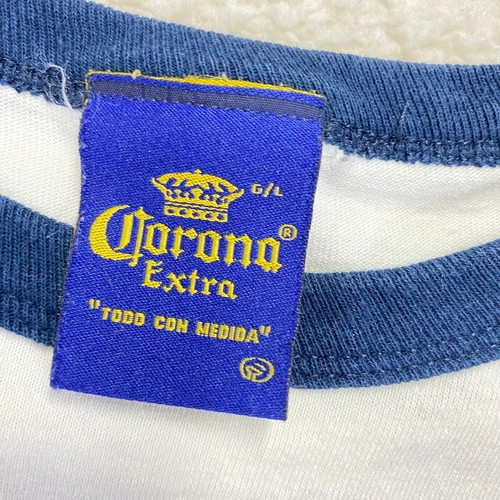 G/L
Corona®
Extra
"TODO CON MEDIDA"